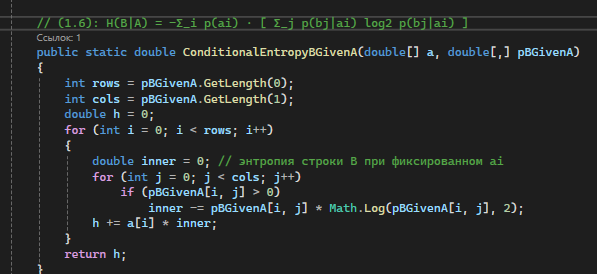 // (1.6): H(B|A) = −Σ_i p(ai) · [ Σ_j p(bj|ai) log2 p(bj|ai) ]
Ссылок: 1
public static double ConditionalEntropyBGivenA(double[] a, double[,] pBGivenA)
{
    int rows = pBGivenA.GetLength(0);
    int cols = pBGivenA.GetLength(1);
    double h = 0;
    for (int i = 0; i < rows; i++)
    {
        double inner = 0; // энтропия строки B при фиксированном ai
        for (int j = 0; j < cols; j++)
            if (pBGivenA[i, j] > 0)
                inner -= pBGivenA[i, j] * Math.Log(pBGivenA[i, j], 2);
        h += a[i] * inner;
    }
    return h;
}